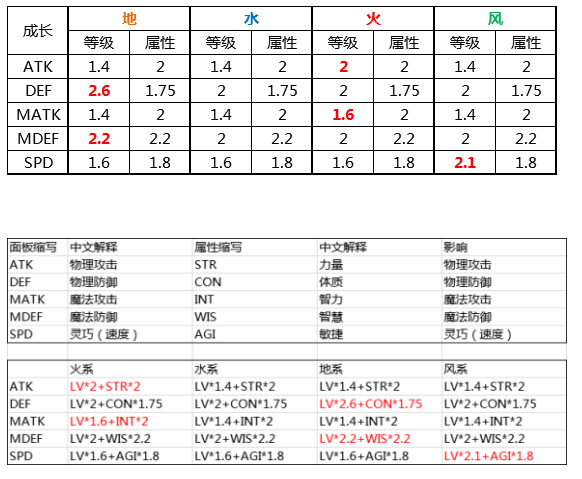 成长 地 水 火 风
等级 属性 等级 属性 等级 属性 等级 属性
ATK 1.4 2 1.4 2 2 2 1.4 2
DEF 2.6 1.75 2 1.75 2 1.75 2 1.75
MATK 1.4 2 1.4 2 1.6 2 1.4 2
MDEF 2.2 2.2 2 2.2 2 2.2 2 2.2
SPD 1.6 1.8 1.6 1.8 1.6 1.8 2.1 1.8
面板缩写 中文解释 属性缩写 中文解释 影响
ATK 物理攻击 STR 力量 物理攻击
DEF 物理防御 CON 体质 物理防御
MATK 魔法攻击 INT 智力 魔法攻击
MDEF 魔法防御 WIS 智慧 魔法防御
SPD 灵巧（速度） AGI 敏捷 灵巧（速度）
火系 水系 地系 风系
ATK LV*2+STR*2 LV*1.4+STR*2 LV*1.4+STR*2 LV*1.4+STR*2
DEF LV*2+CON*1.75 LV*2+CON*1.75 LV*2.6+CON*1.75 LV*2+CON*1.75
MATK LV*1.6+INT*2 LV*1.4+INT*2 LV*1.4+INT*2 LV*1.4+INT*2
MDEF LV*2+WIS*2.2 LV*2+WIS*2.2 LV*2.2+WIS*2.2 LV*2+WIS*2.2
SPD LV*1.6+AGI*1.8 LV*1.6+AGI*1.8 LV*1.6+AGI*1.8 LV*2.1+AGI*1.8